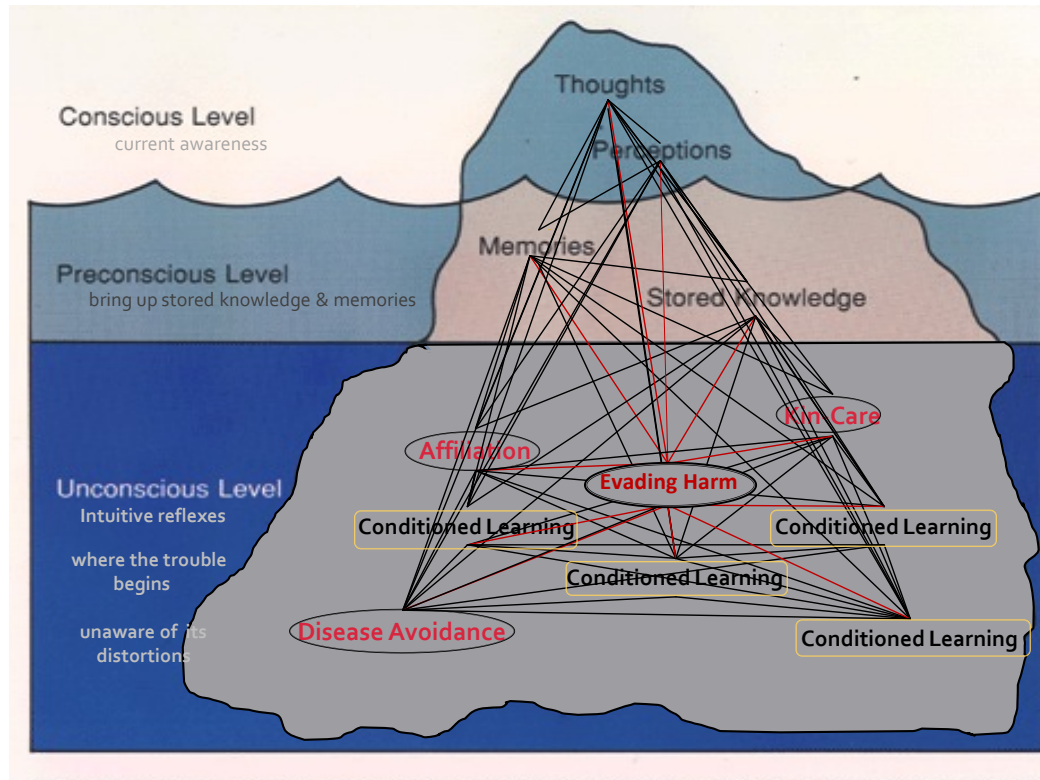 Thoughts
Conscious Level
current awareness
Perceptions
Memories
Preconscious Level
bring up stored knowledge & memories
Stored Knowledge
Kin-Care
Affiliation
Evading Harm
Unconscious Level
Intuitive reflexes
Conditioned Learning
Conditioned Learning
where the trouble
begins
Conditioned Learning
unaware of its
distortions
Disease Avoidance
Conditioned Learning